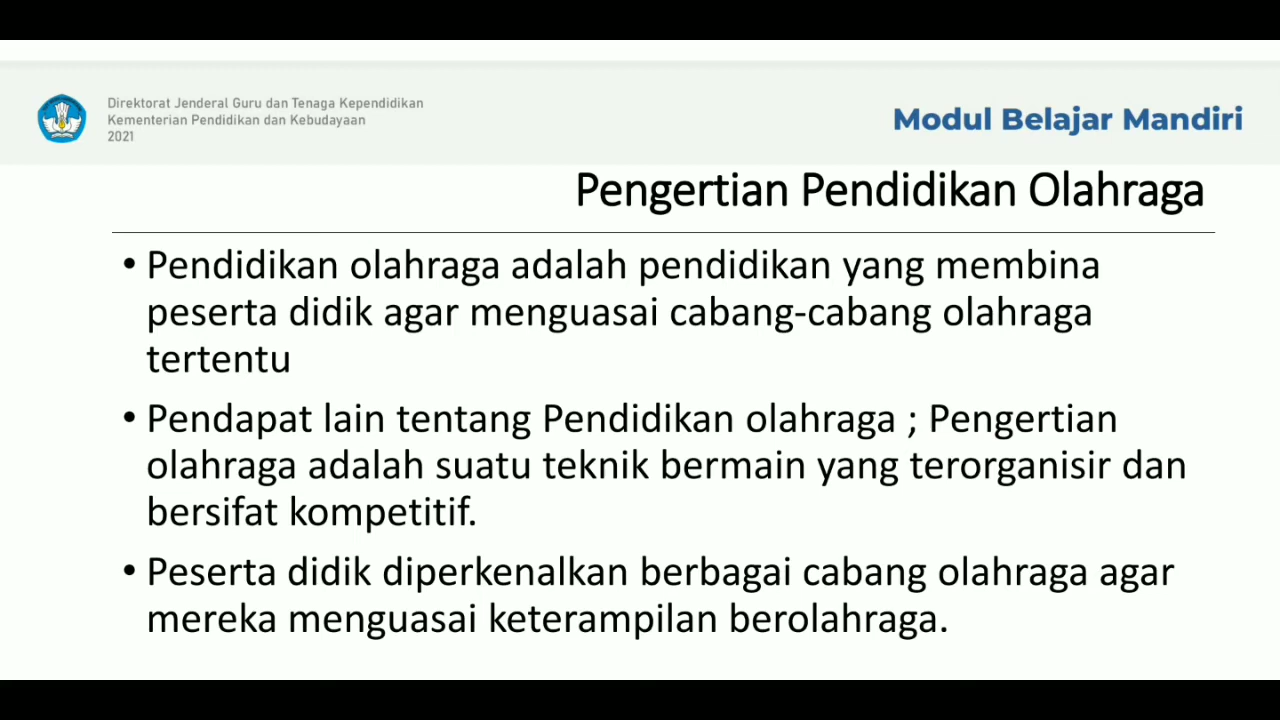 Direktorat Jenderal Guru dan Tenaga Kependidikan
Kementerian Pendidikan dan Kebudayaan
2021
Modul Belajar Mandiri
Pengertian Pendidikan Olahraga
• Pendidikan olahraga adalah pendidikan yang membina
peserta didik agar menguasai cabang-cabang olahraga
tertentu
• Pendapat lain tentang Pendidikan olahraga ; Pengertian
olahraga adalah suatu teknik bermain yang terorganisir dan
bersifat kompetitif.
• Peserta didik diperkenalkan berbagai cabang olahraga agar
mereka menguasai keterampilan berolahraga.